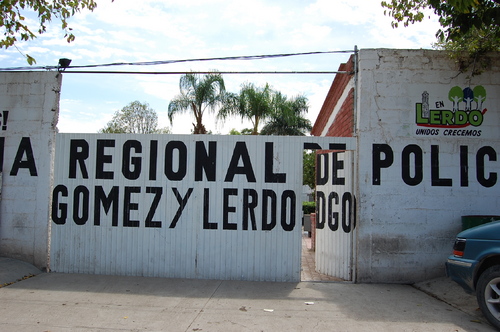 A REGIONAL DE POLIC
GOMEZ Y LERDO DGO
EN
LERDO
UNIDOS CRECEMOS